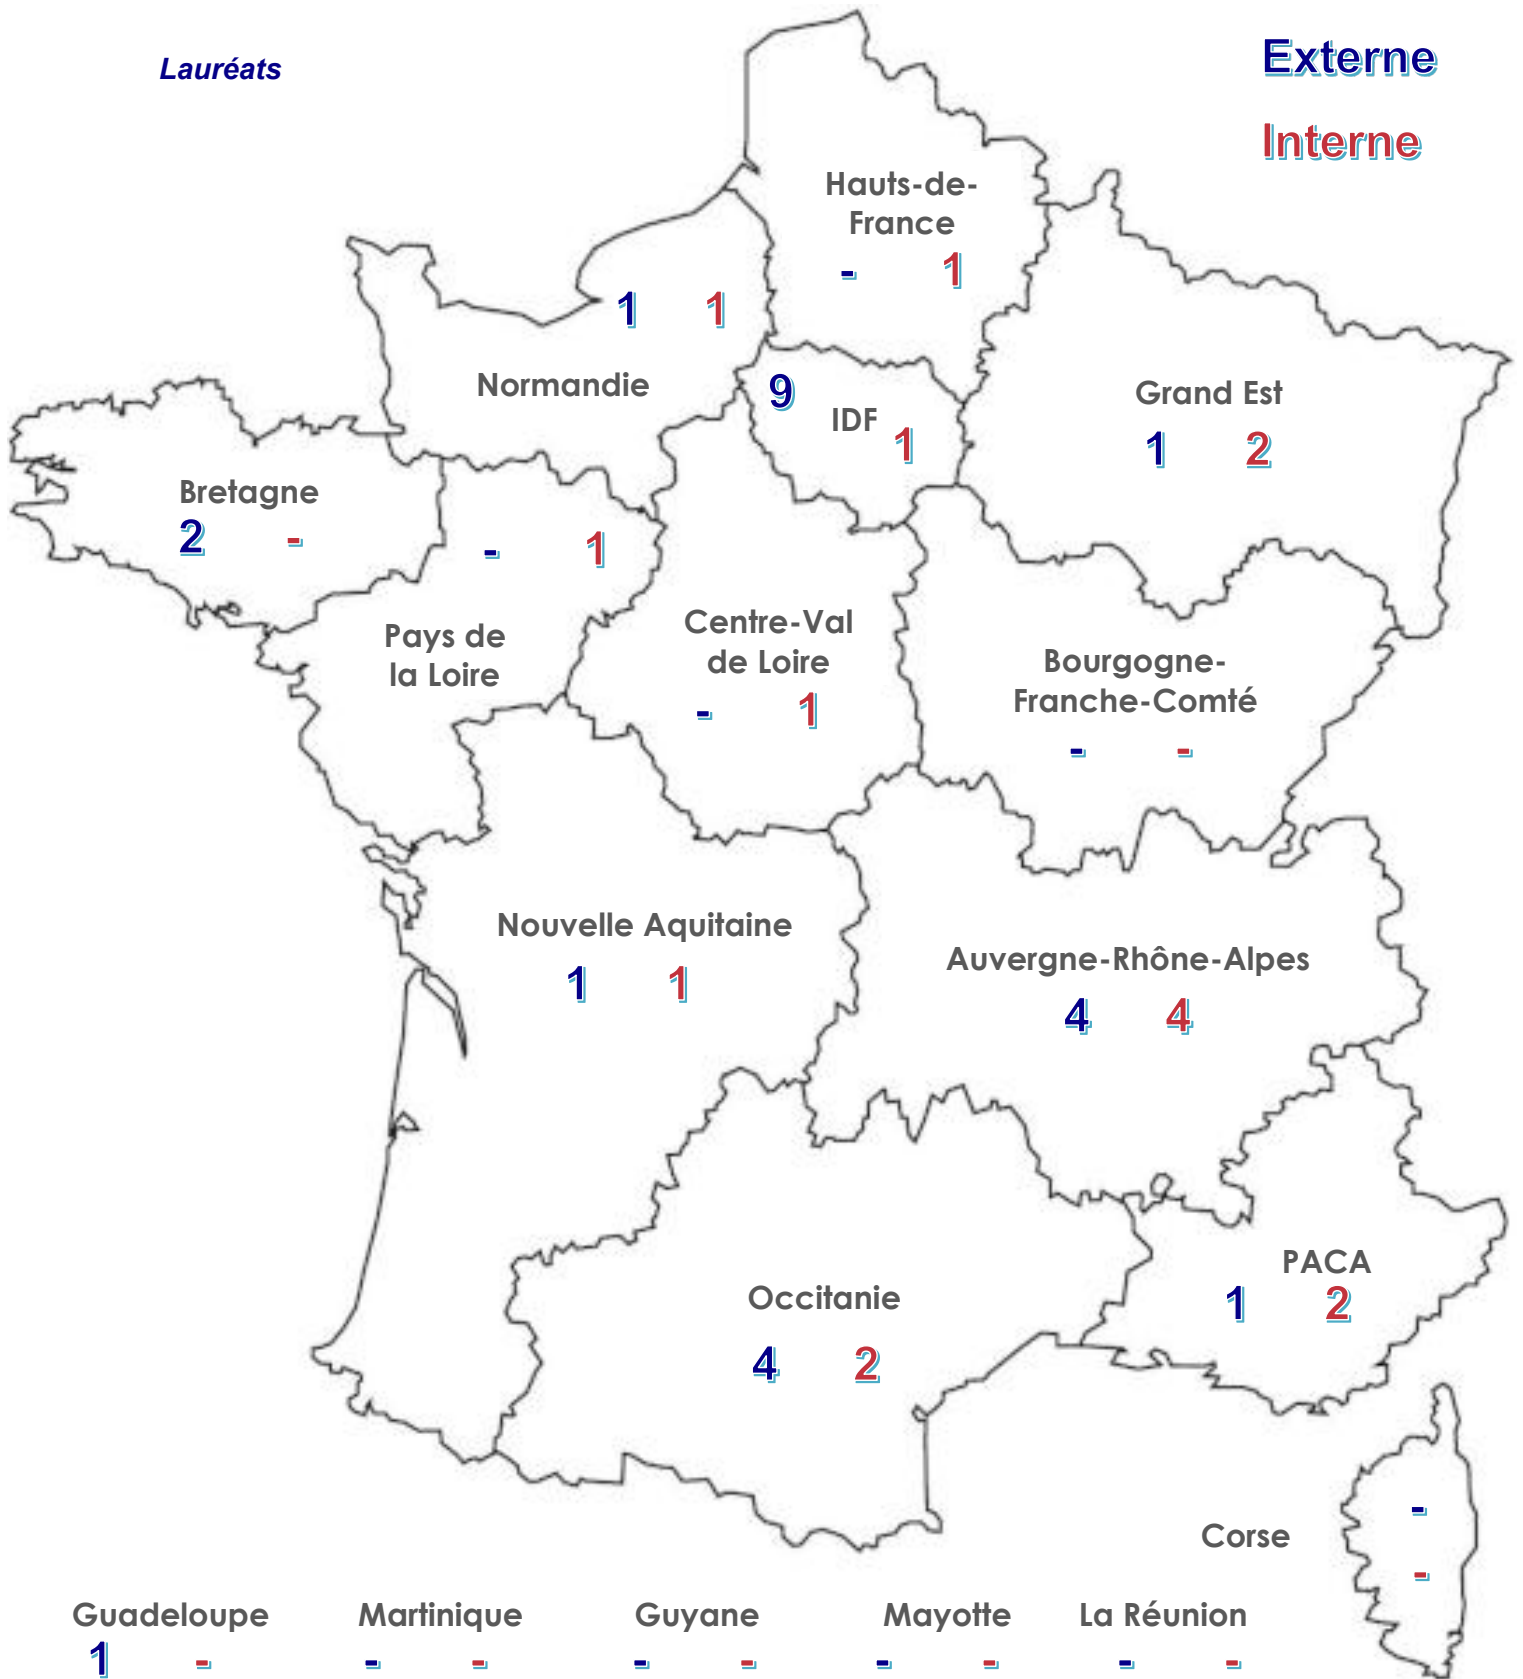 Lauréats
Externe
Interne
Hauts-de-
France
- 1
1 1
Normandie
9
IDF
1
Grand Est
1 2
Bretagne
2 -
- 1
Pays de
la Loire
Centre-Val
de Loire
- 1
Bourgogne-
Franche-Comté
- -
Nouvelle Aquitaine
1 1
Auvergne-Rhône-Alpes
4 4
PACA
1 2
Occitanie
4 2
-
Corse
-
Guadeloupe Martinique Guyane Mayotte La Réunion
1 - - - - - - - - -